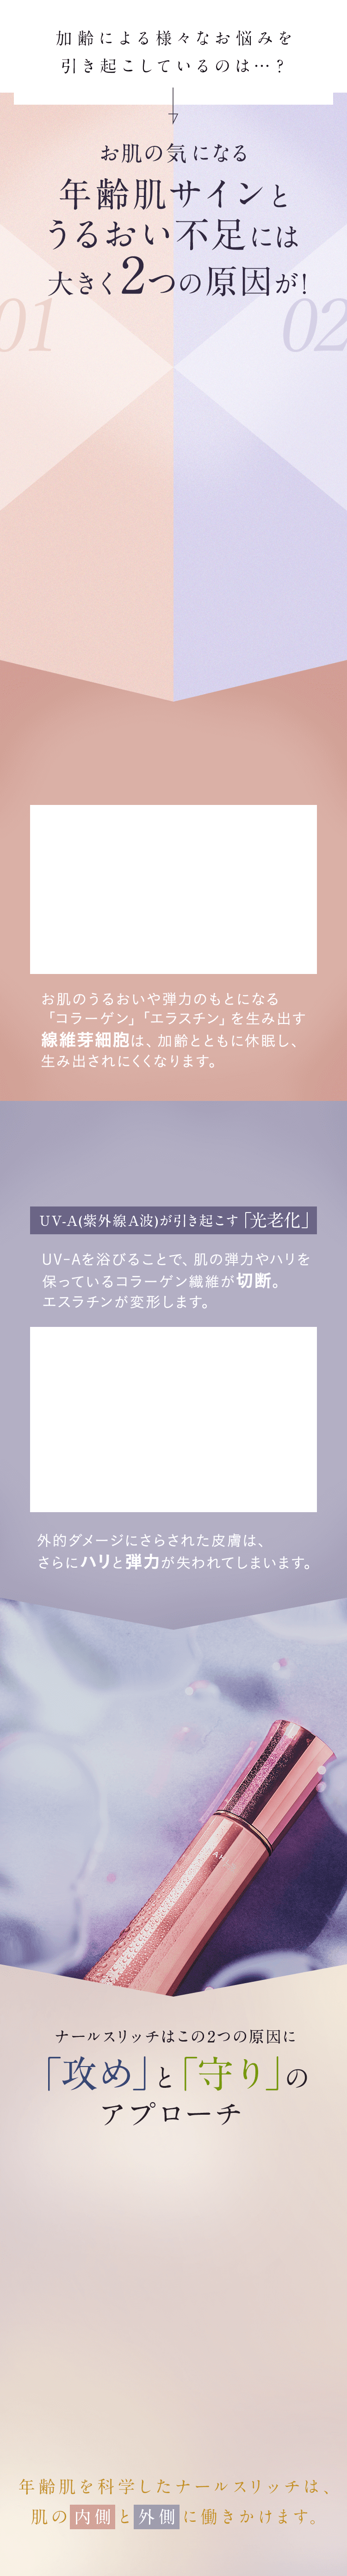 加齢による様々なお悩みを
引き起こしているのは…？
お肌の気になる
年齢肌サインと
うるおい不足には
大きく2つの原因が!
01
02
お肌のうるおいや弾力のもとになる
「コラーゲン」「エラスチン」を生み出す
線維芽細胞は、加齢とともに休眠し、
生み出されにくくなります。
UV-A(紫外線A波)が引き起こす「光老化」
UV-Aを浴びることで、肌の弾力やハリを
保っているコラーゲン繊維が切断。
エスラチンが変形します。
外的ダメージにさらされた皮膚は、
さらにハリと弾力が失われてしまいます。
ナールスリッチはこの2つの原因に
「攻め」と「守り」の
アプローチ
年齢肌を科学したナールスリッチは、
肌の内側と外側に働きかけます。